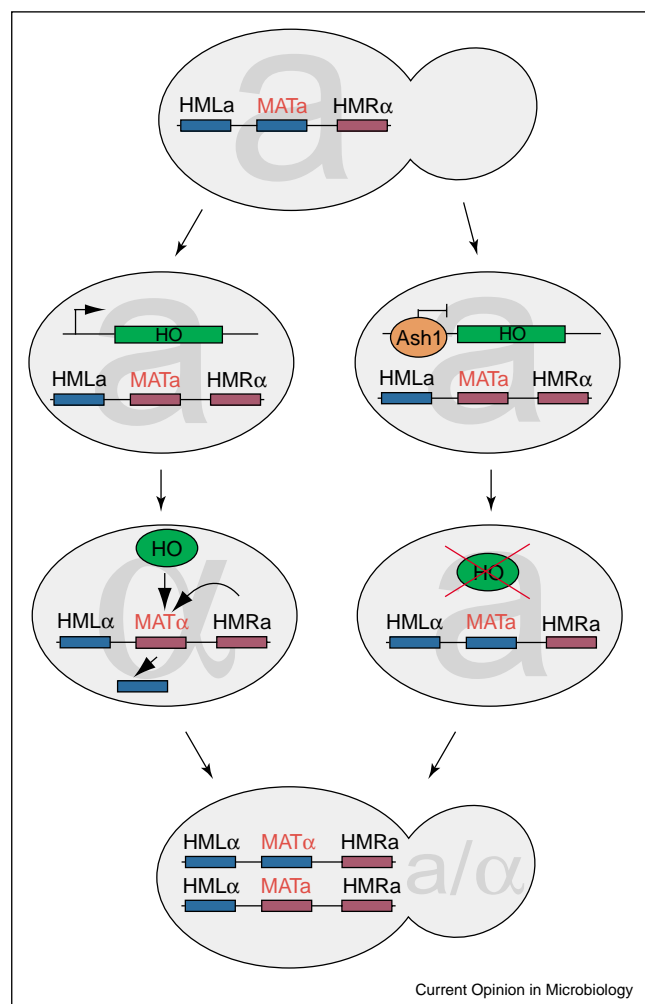 a
HMLa MATa HMRα
a
HO
HMLa MATa HMRα
a
Ash1 HO
HMLa MATa HMRα
α
HO
HMLα MATα HMRa
a
HO
HMLα MATa HMRa
a/α
HMLα MATα HMRa
HMLα MATa HMRa
Current Opinion in Microbiology